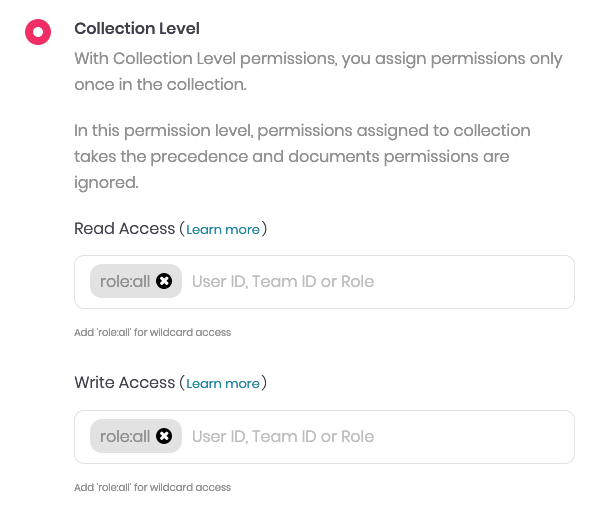 Collection Level
With Collection Level permissions, you assign permissions only
once in the collection.
In this permission level, permissions assigned to collection
takes the precedence and documents permissions are
ignored.
Read Access (Learn more)
role:all User ID, Team ID or Role
Add 'role:all' for wildcard access
Write Access (Learn more)
role:all User ID, Team ID or Role
Add 'role:all' for wildcard access